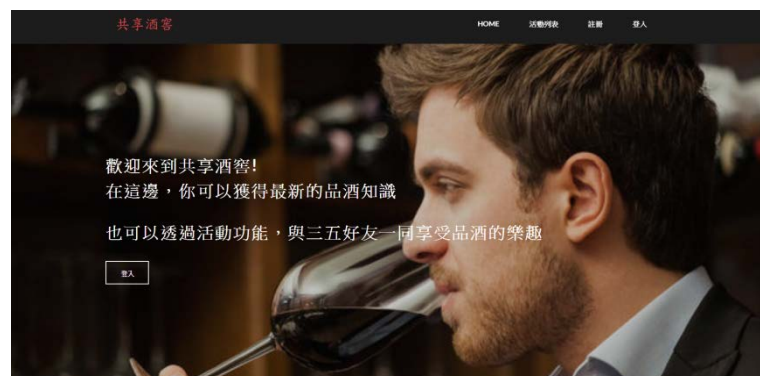 共享酒窖
HOME 活動列表 註冊 登入
歡迎來到共享酒窖!
在這邊，你可以獲得最新的品酒知識
也可以透過活動功能，與三五好友一同享受品酒的樂趣
登入